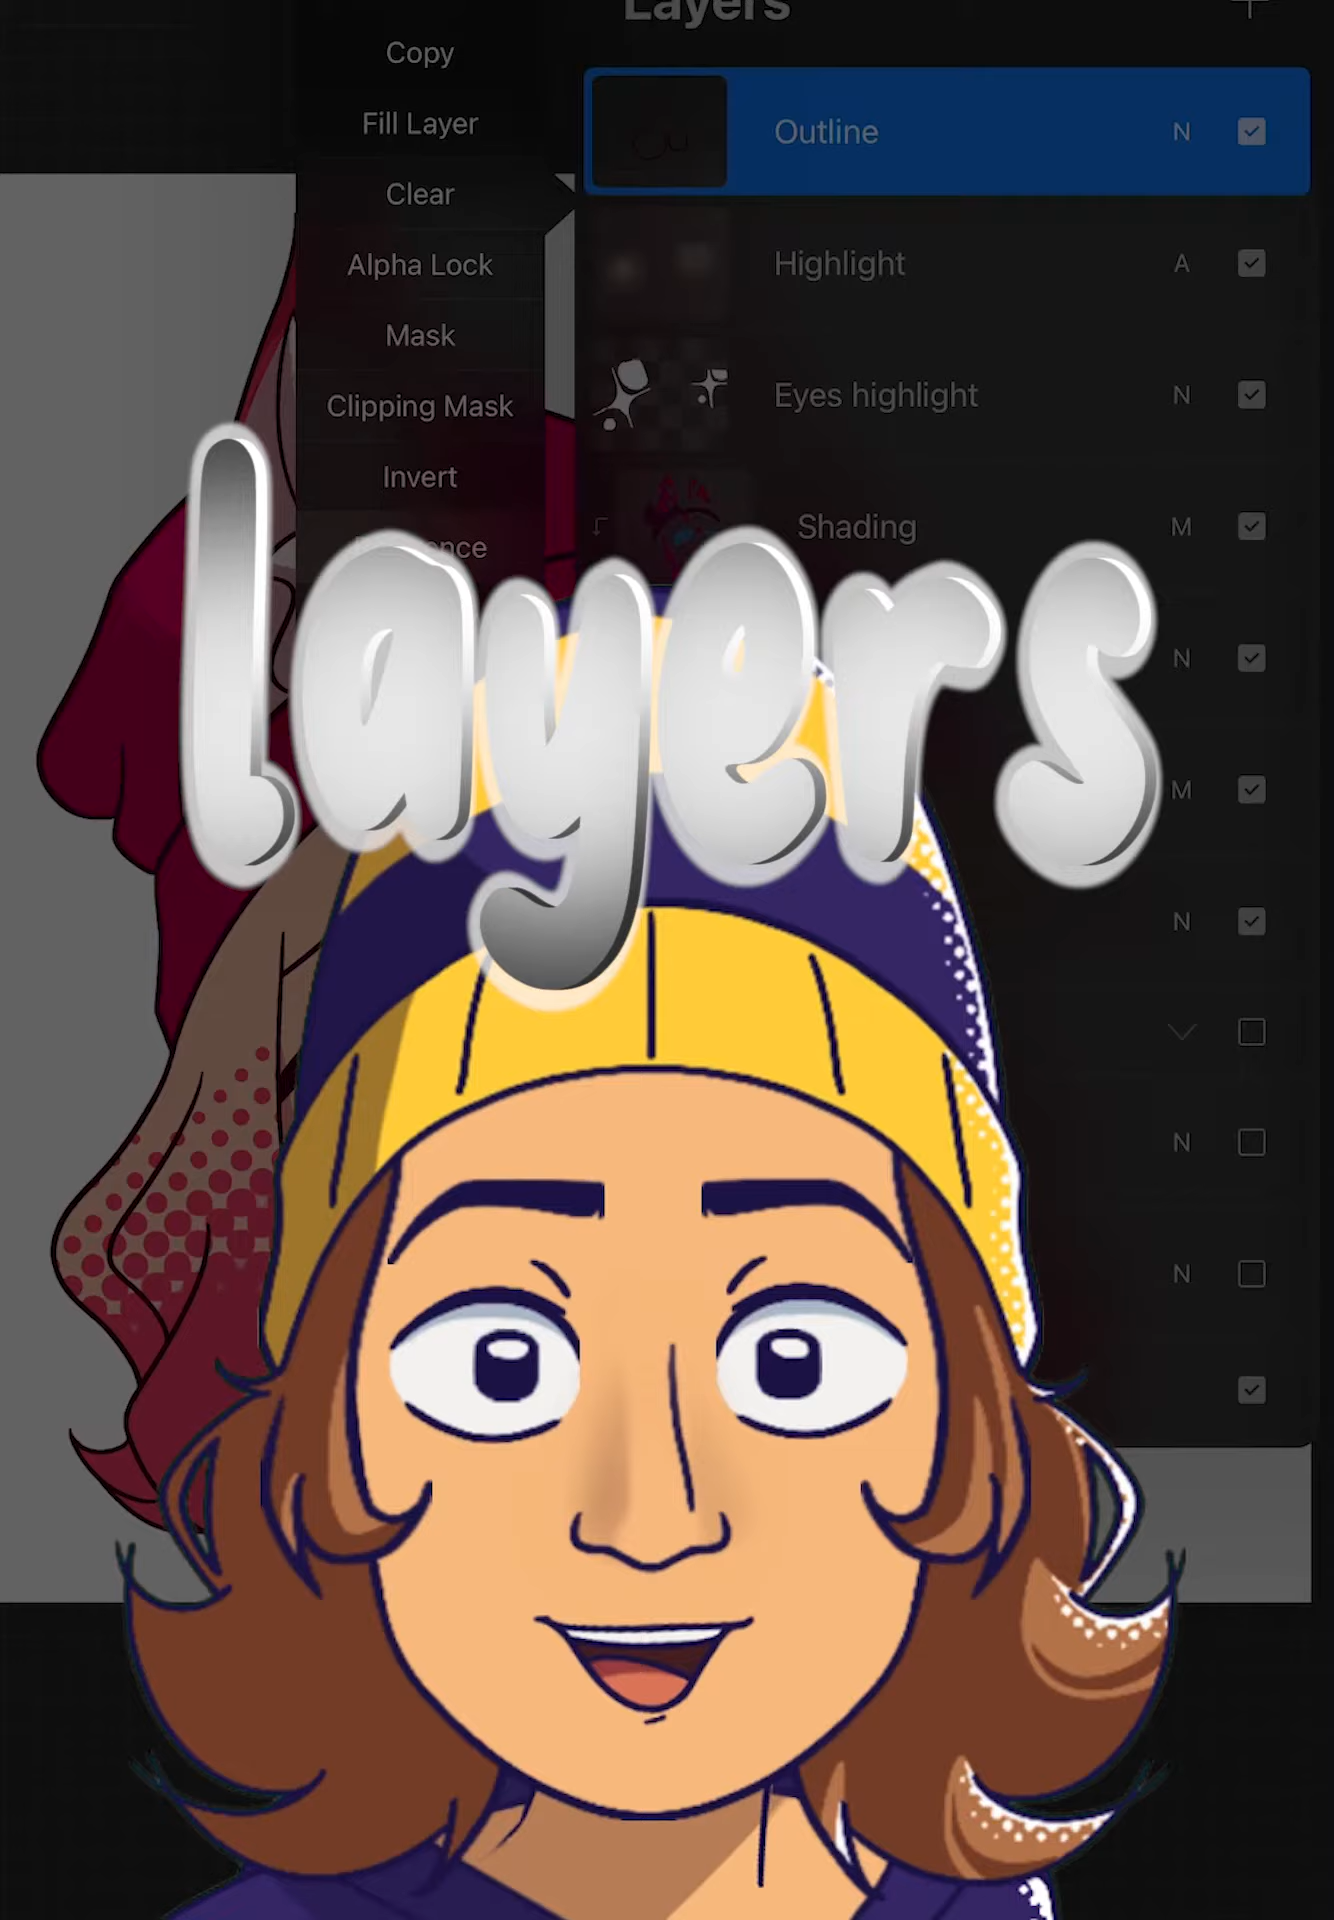 Layers
Copy
Fill Layer
Clear
Alpha Lock
Mask
Clipping Mask
Invert
Outline N
Highlight A
Eyes highlight N
Shading M
N
M
N
N
N
layers